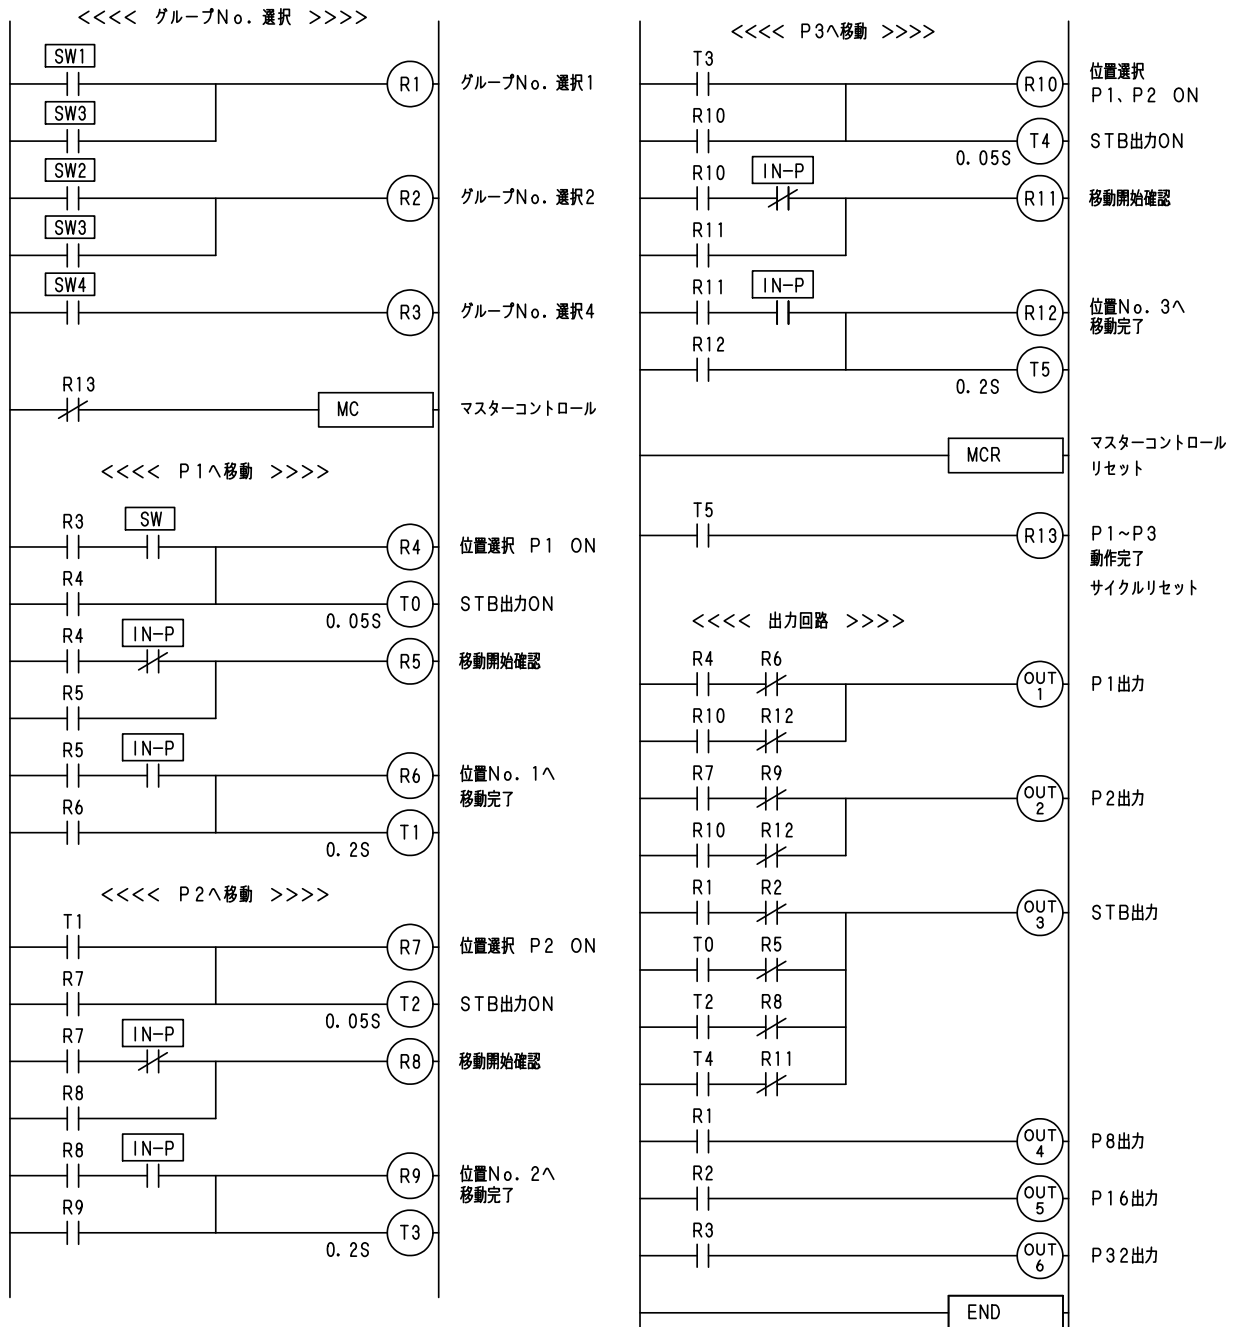 <<<< グループNo. 選択 >>>>
SW1
R1 グループNo. 選択1
SW3
SW2
R2 グループNo. 選択2
SW3
SW4
R3 グループNo. 選択4
R13
MC マスターコントロール
<<<< P1へ移動 >>>>
R3 SW
R4 位置選択 P1 ON
R4
T0 STB出力ON
0.05S
R4 IN-P
R5 移動開始確認
R5
R5 IN-P
R6 位置No. 1へ
移動完了
R6
T1
0.2S
<<<< P2へ移動 >>>>
T1
R7 位置選択 P2 ON
R7
T2 STB出力ON
0.05S
R7 IN-P
R8 移動開始確認
R8
R8 IN-P
R9 位置No. 2へ
移動完了
R9
T3
0.2S
<<<< P3へ移動 >>>>
T3
R10 位置選択
P1、P2 ON
R10
T4 STB出力ON
0.05S
R10 IN-P
R11 移動開始確認
R11
R11 IN-P
R12 位置No. 3へ
移動完了
R12
T5
0.2S
MCR マスターコントロール
リセット
T5
R13 P1~P3
動作完了
サイクルリセット
<<<< 出力回路 >>>>
R4 R6
OUT 1 P1出力
R10 R12
R7 R9
OUT 2 P2出力
R10 R12
R1 R2
OUT 3 STB出力
T0 R5
T2 R8
T4 R11
R1
OUT 4 P8出力
R2
OUT 5 P16出力
R3
OUT 6 P32出力
END